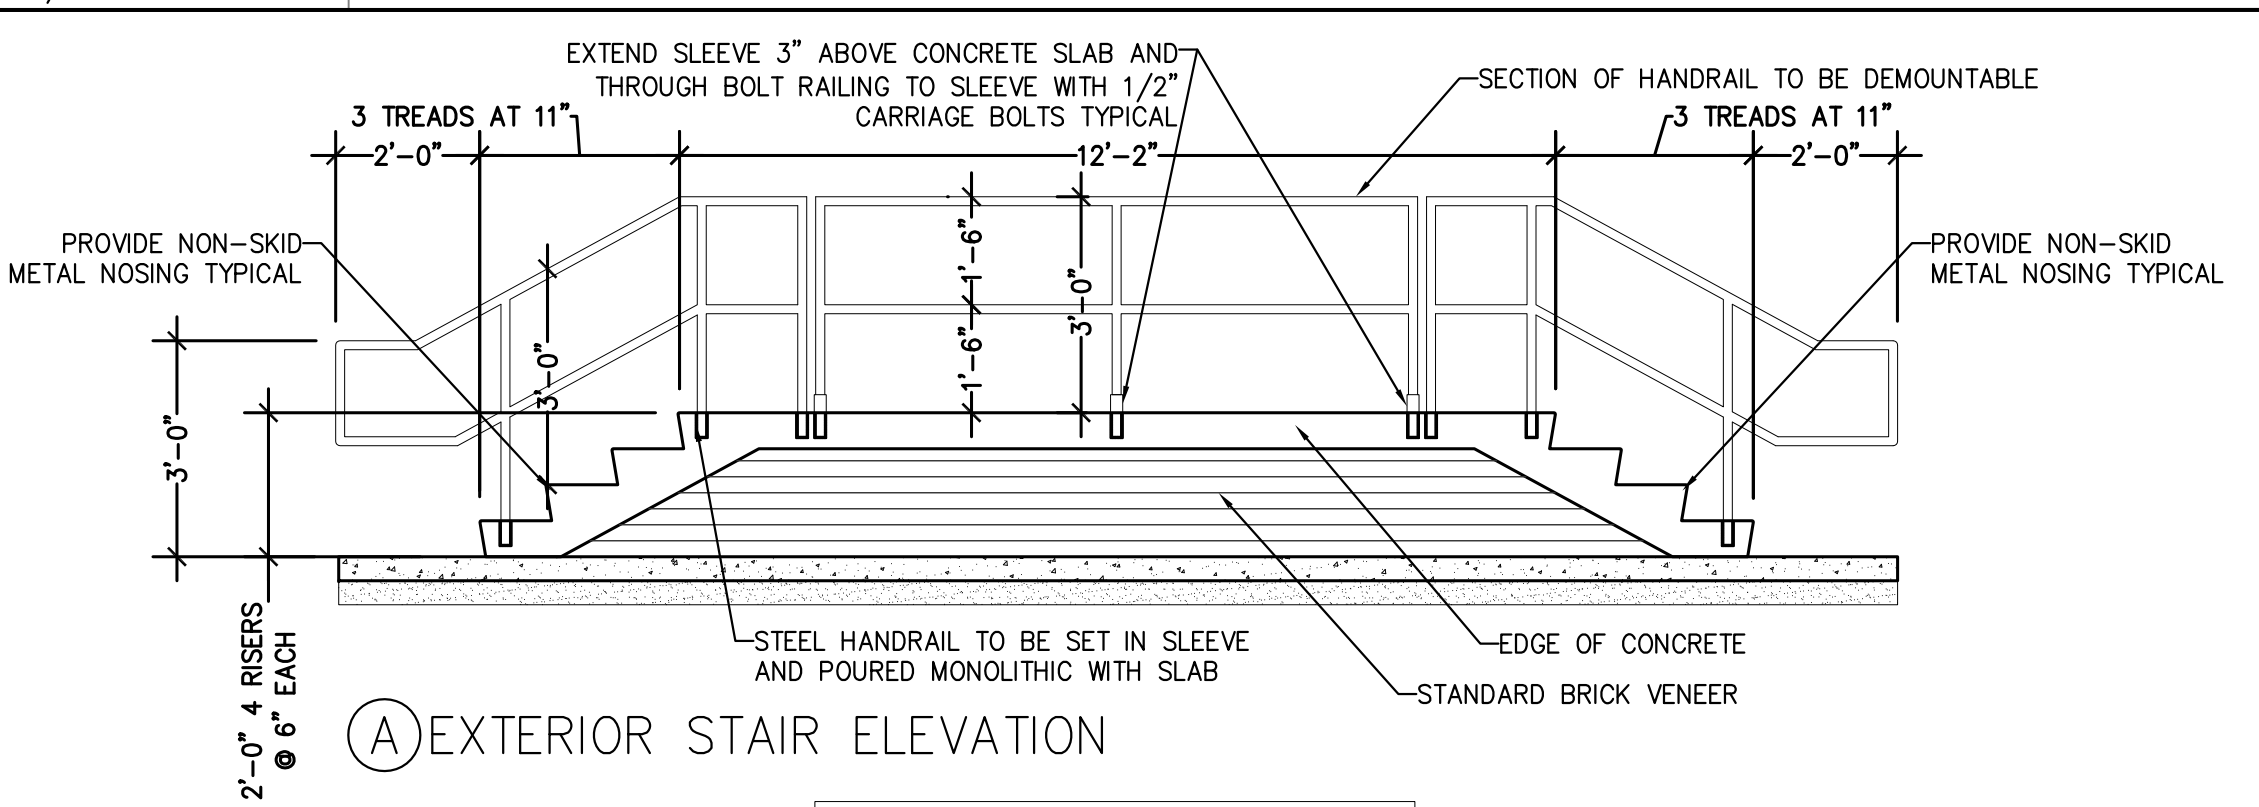 EXTEND SLEEVE 3" ABOVE CONCRETE SLAB AND
THROUGH BOLT RAILING TO SLEEVE WITH 1/2"
CARRIAGE BOLTS TYPICAL
SECTION OF HANDRAIL TO BE DEMOUNTABLE
3 TREADS AT 11"
3 TREADS AT 11"
2'-0"
12'-2"
2'-0"
PROVIDE NON-SKID
METAL NOSING TYPICAL
PROVIDE NON-SKID
METAL NOSING TYPICAL
1'-6"
1'-6"
3'-0"
3'-0"
3'-0"
2'-0" 4 RISERS
@ 6" EACH
STEEL HANDRAIL TO BE SET IN SLEEVE
AND POURED MONOLITHIC WITH SLAB
EDGE OF CONCRETE
STANDARD BRICK VENEER
A EXTERIOR STAIR ELEVATION